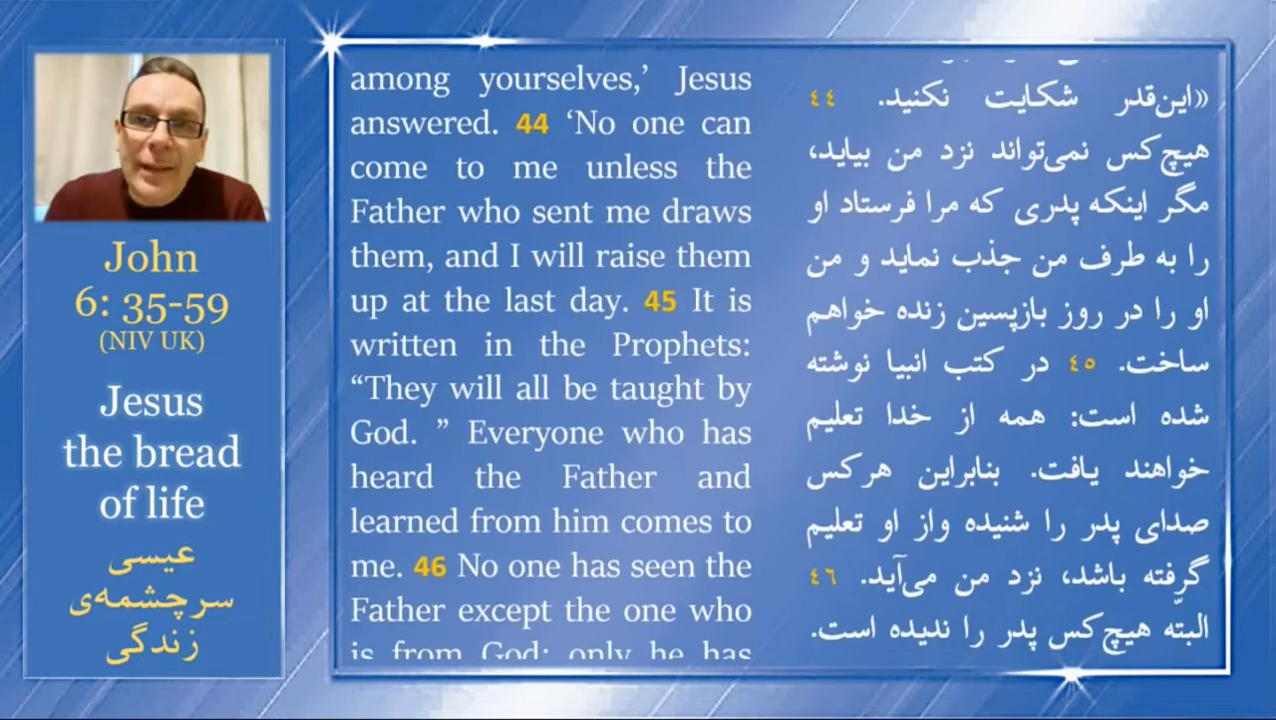 John
6: 35-59
(NIV UK)
Jesus
the bread
of life
عیسی
سرچشمه‌ی
زندگی
among yourselves,’ Jesus
answered. 44 ‘No one can
come to me unless the
Father who sent me draws
them, and I will raise them
up at the last day. 45 It is
written in the Prophets:
“They will all be taught by
God. ” Everyone who has
heard the Father and
learned from him comes to
me. 46 No one has seen the
Father except the one who
is from God; only he has
«این‌قدر شکایت نکنید. ٤٤
هیچ‌کس نمی‌تواند نزد من بیاید،
مگر اینکه پدری که مرا فرستاد او
را به طرف من جذب نماید و من
او را در روز بازپسین زنده خواهم
ساخت. ٤٥ در کتب انبیا نوشته
شده است: همه از خدا تعلیم
خواهند یافت. بنابراین هرکس
صدای پدر را شنیده واز او تعلیم
گرفته باشد، نزد من می‌آید. ٤٦
البتّه هیچ‌کس پدر را ندیده است.